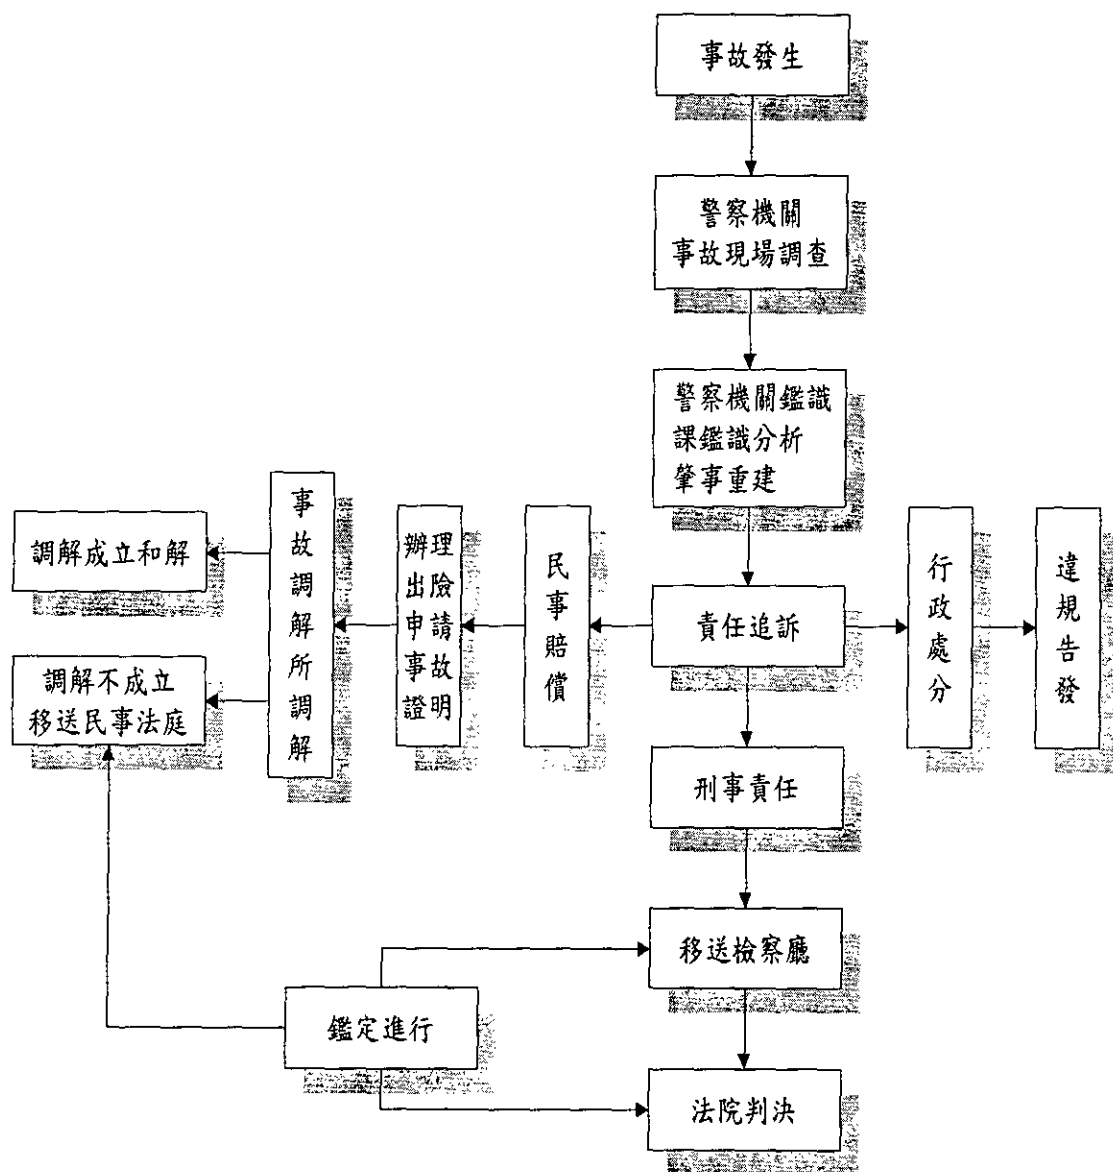 事故發生
警察機關
事故現場調查
警察機關鑑識
課鑑識分析
肇事重建
責任追訴
民事賠償
辦理
出險
申請
事故
證明
事故調解所調解
調解成立和解
調解不成立
移送民事法庭
行政處分
違規告發
刑事責任
移送檢察廳
鑑定進行
法院判決